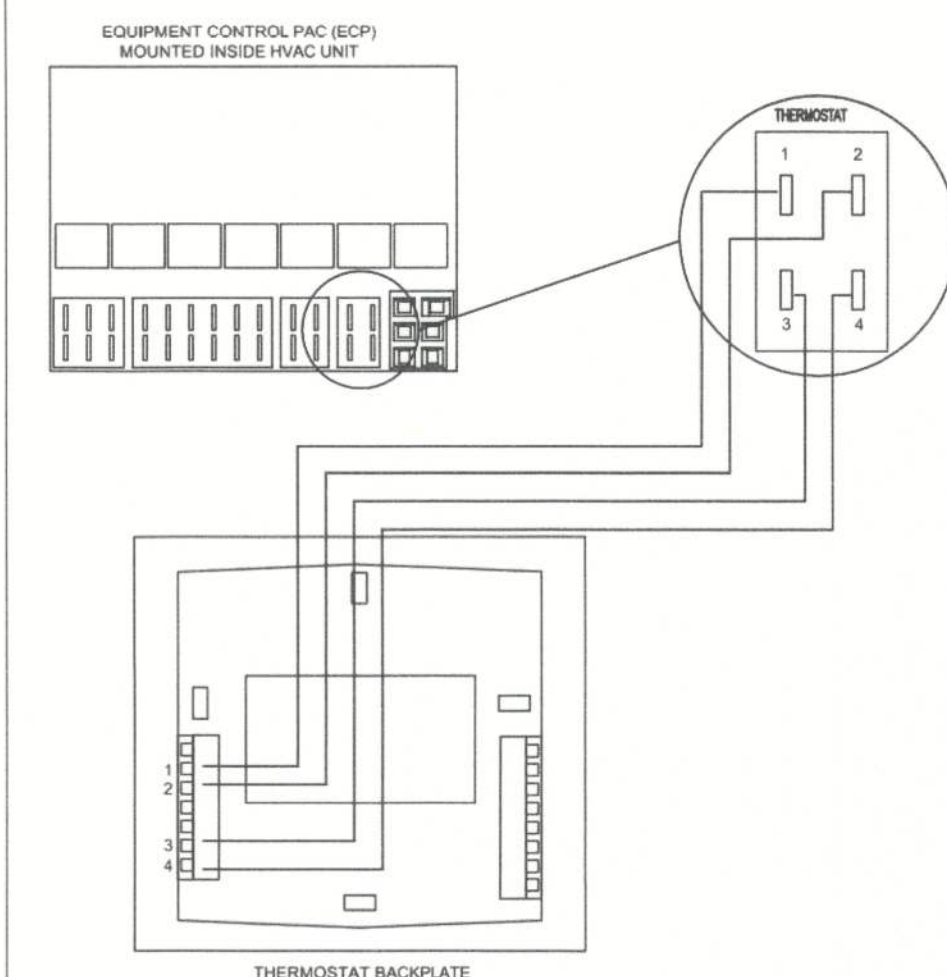 EQUIPMENT CONTROL PAC (ECP)
MOUNTED INSIDE HVAC UNIT
THERMOSTAT
1 2
3 4
1
2
3
4
THERMOSTAT BACKPLATE